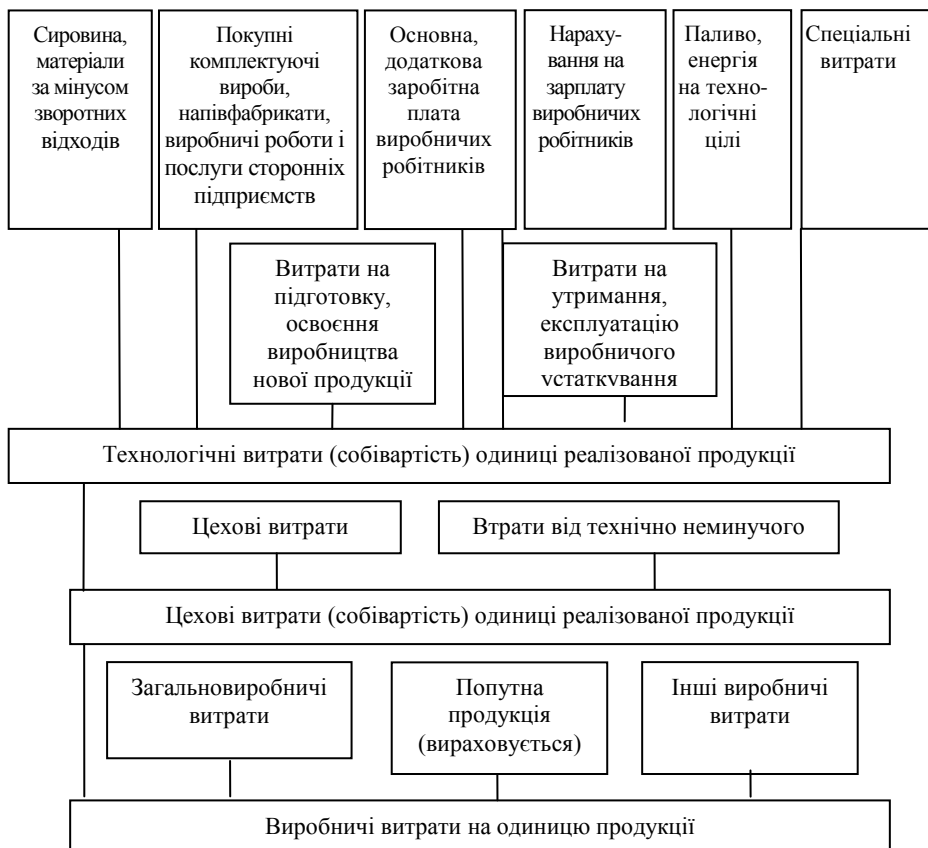 Сировина,
матеріали
за мінусом
зворотних
відходів
Покупні
комплектуючі
вироби,
напівфабрикати,
виробничі роботи і
послуги сторонніх
підприємств
Основна,
додаткова
заробітна
плата
виробничих
робітників
Нараху-
вання на
зарплату
виробничих
робітників
Паливо,
енергія
на техно-
логічні
цілі
Спеціальні
витрати
Витрати на
підготовку,
освоєння
виробництва
нової продукції
Витрати на
утримання,
експлуатацію
виробничого
устаткування
Технологічні витрати (собівартість) одиниці реалізованої продукції
Цехові витрати
Втрати від технічно неминучого
Цехові витрати (собівартість) одиниці реалізованої продукції
Загальновиробничі
витрати
Попутна
продукція
(вираховується)
Інші виробничі
витрати
Виробничі витрати на одиницю продукції